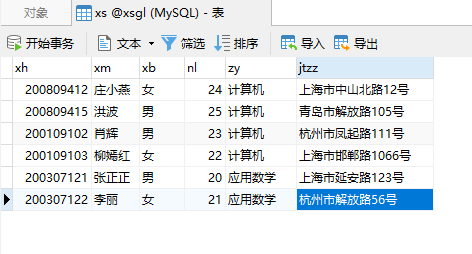 对象 xs @xsgl (MySQL) - 表
开始事务 文本 筛选 排序 导入 导出
xh xm xb nl zy jtzz
200809412 庄小燕 女 24 计算机 上海市中山北路12号
200809415 洪波 男 25 计算机 青岛市解放路105号
200109102 肖辉 男 23 计算机 杭州市凤起路111号
200109103 柳嫣红 女 22 计算机 上海市邯郸路1066号
200307121 张正正 男 20 应用数学 上海市延安路123号
200307122 李丽 女 21 应用数学 杭州市解放路56号